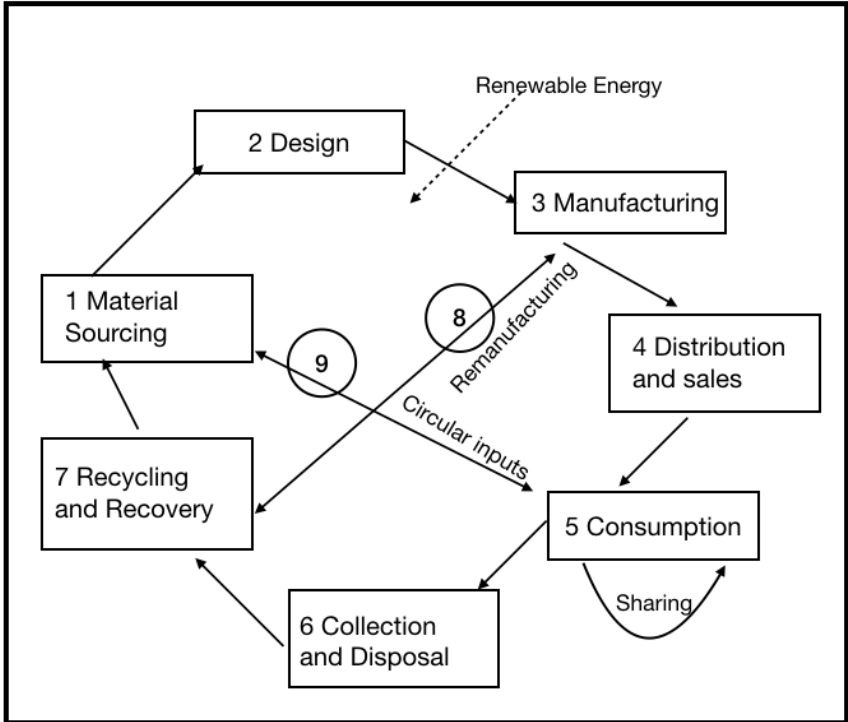 Renewable Energy
2 Design
3 Manufacturing
1 Material
Sourcing
8
Remanufacturing
9
Circular inputs
4 Distribution
and sales
7 Recycling
and Recovery
5 Consumption
Sharing
6 Collection
and Disposal